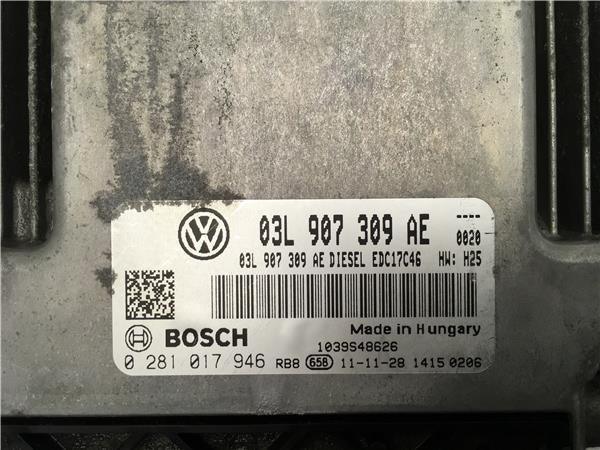 03L 907 309 AE ----
0020
03L 907 309 AE DIESEL EDC17C46 HW: H25
BOSCH
Made in Hungary
1039S48626
0 281 017 946 RB8 658 11-11-28 1415 0206